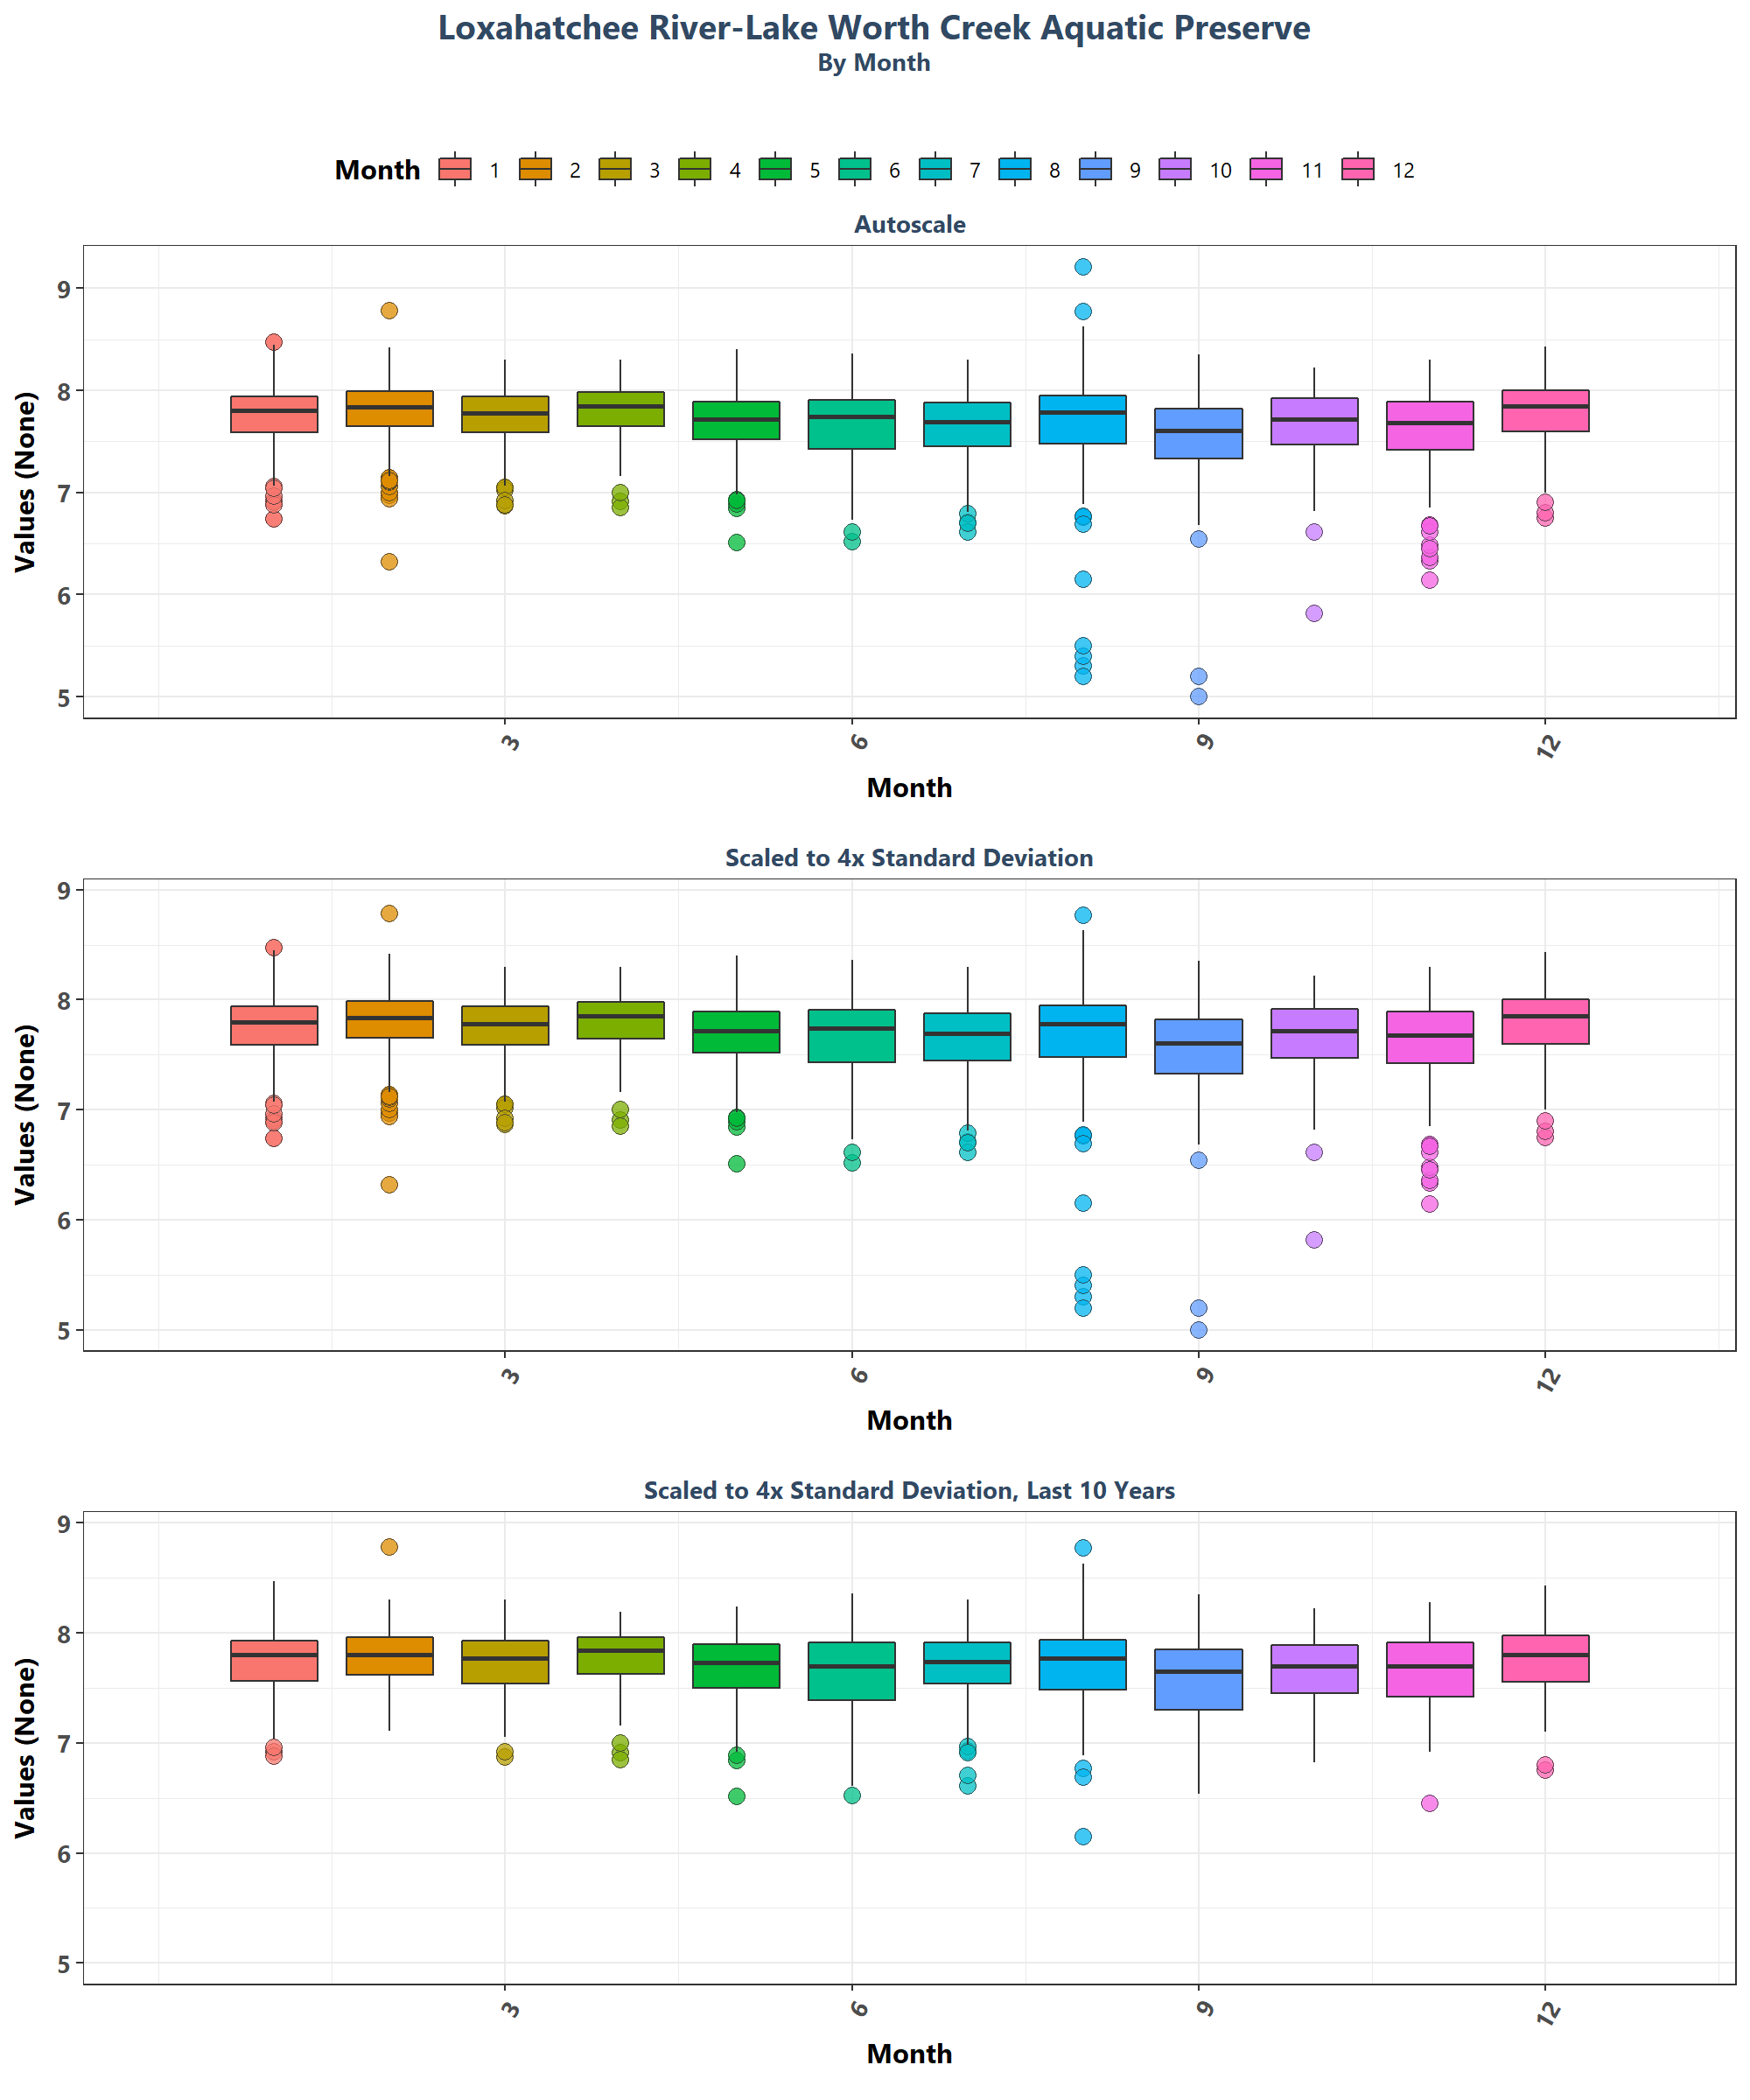 Loxahatchee River-Lake Worth Creek Aquatic Preserve
By Month
Month 1 2 3 4 5 6 7 8 9 10 11 12
Autoscale
Values (None)
9
8
7
6
5
3 6 9 12
Month
Scaled to 4x Standard Deviation
Values (None)
9
8
7
6
5
3 6 9 12
Month
Scaled to 4x Standard Deviation, Last 10 Years
Values (None)
9
8
7
6
5
3 6 9 12
Month